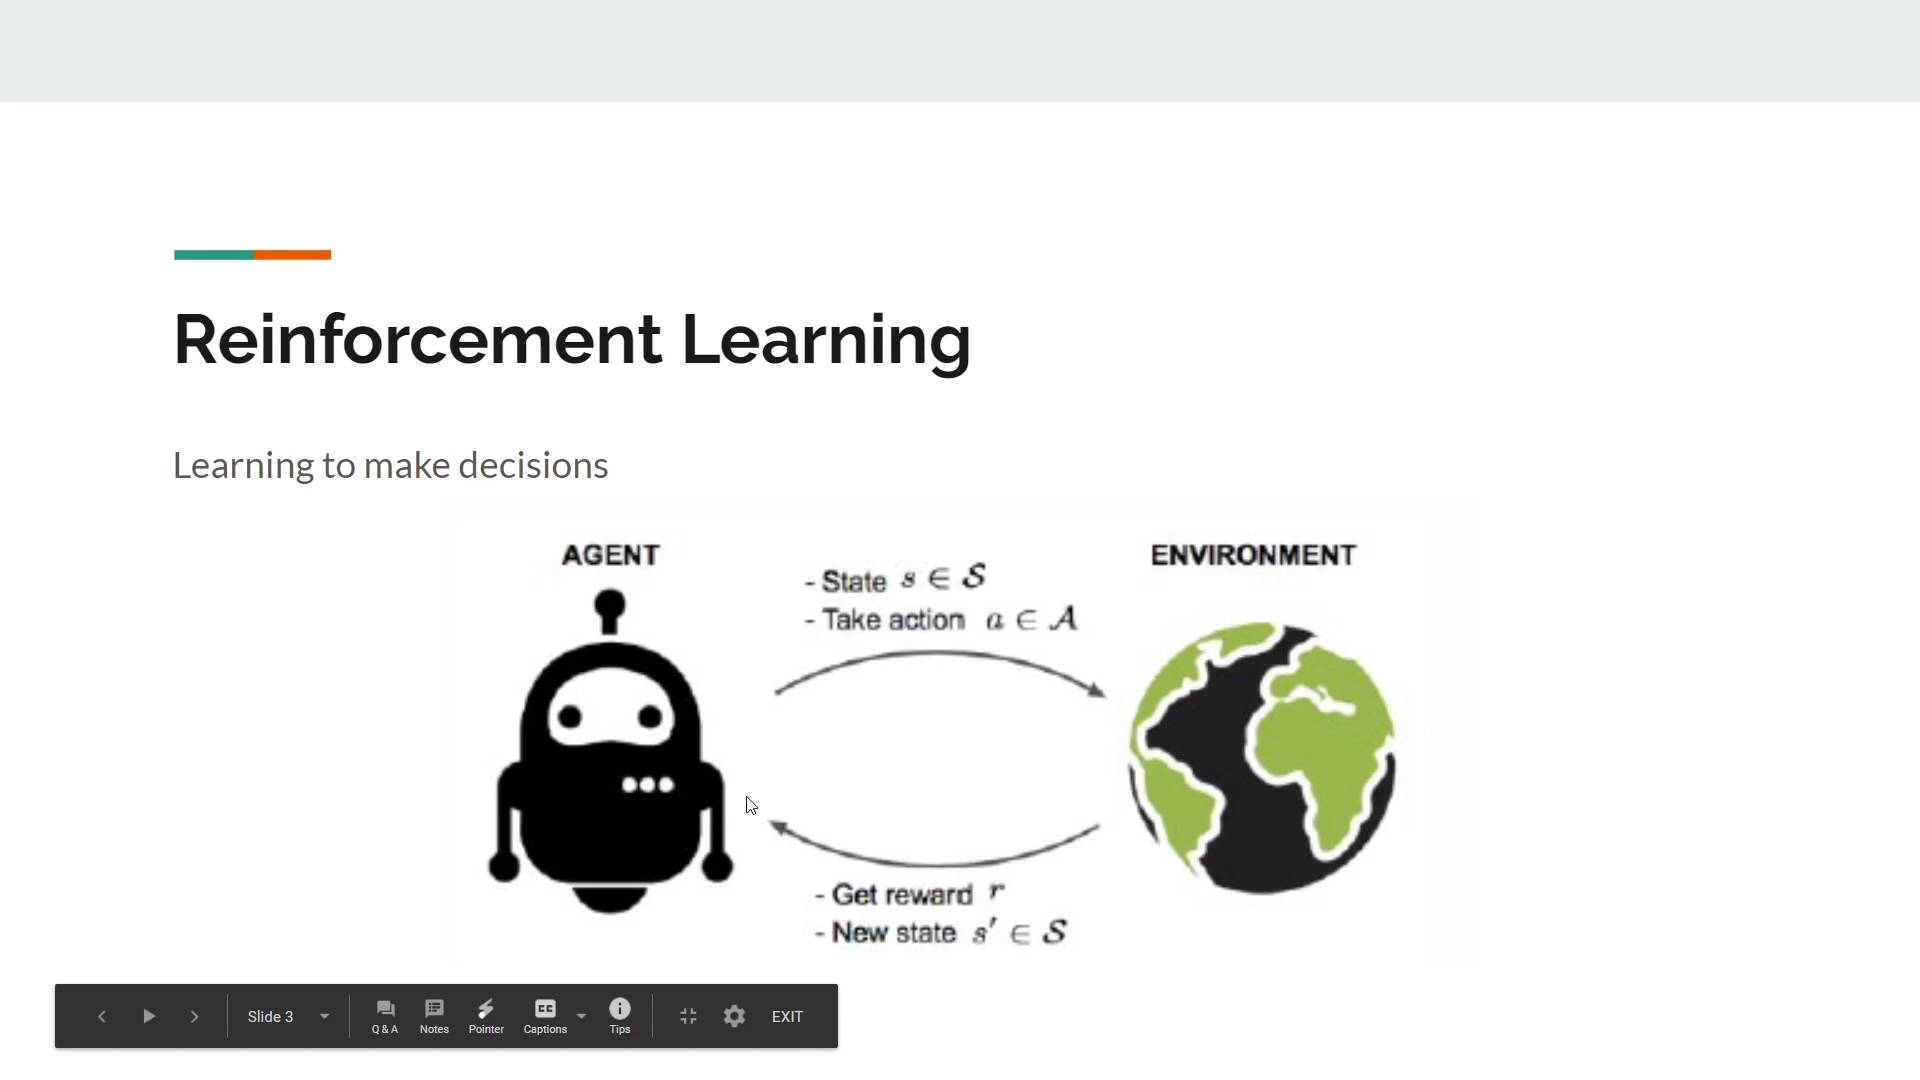 Reinforcement Learning
Learning to make decisions
AGENT
- State s ∈ 𝒮
- Take action a ∈ 𝒜
ENVIRONMENT
- Get reward r
- New state s′ ∈ 𝒮
Slide 3
Q & A
Notes
Pointer
CC
Captions
Tips
EXIT